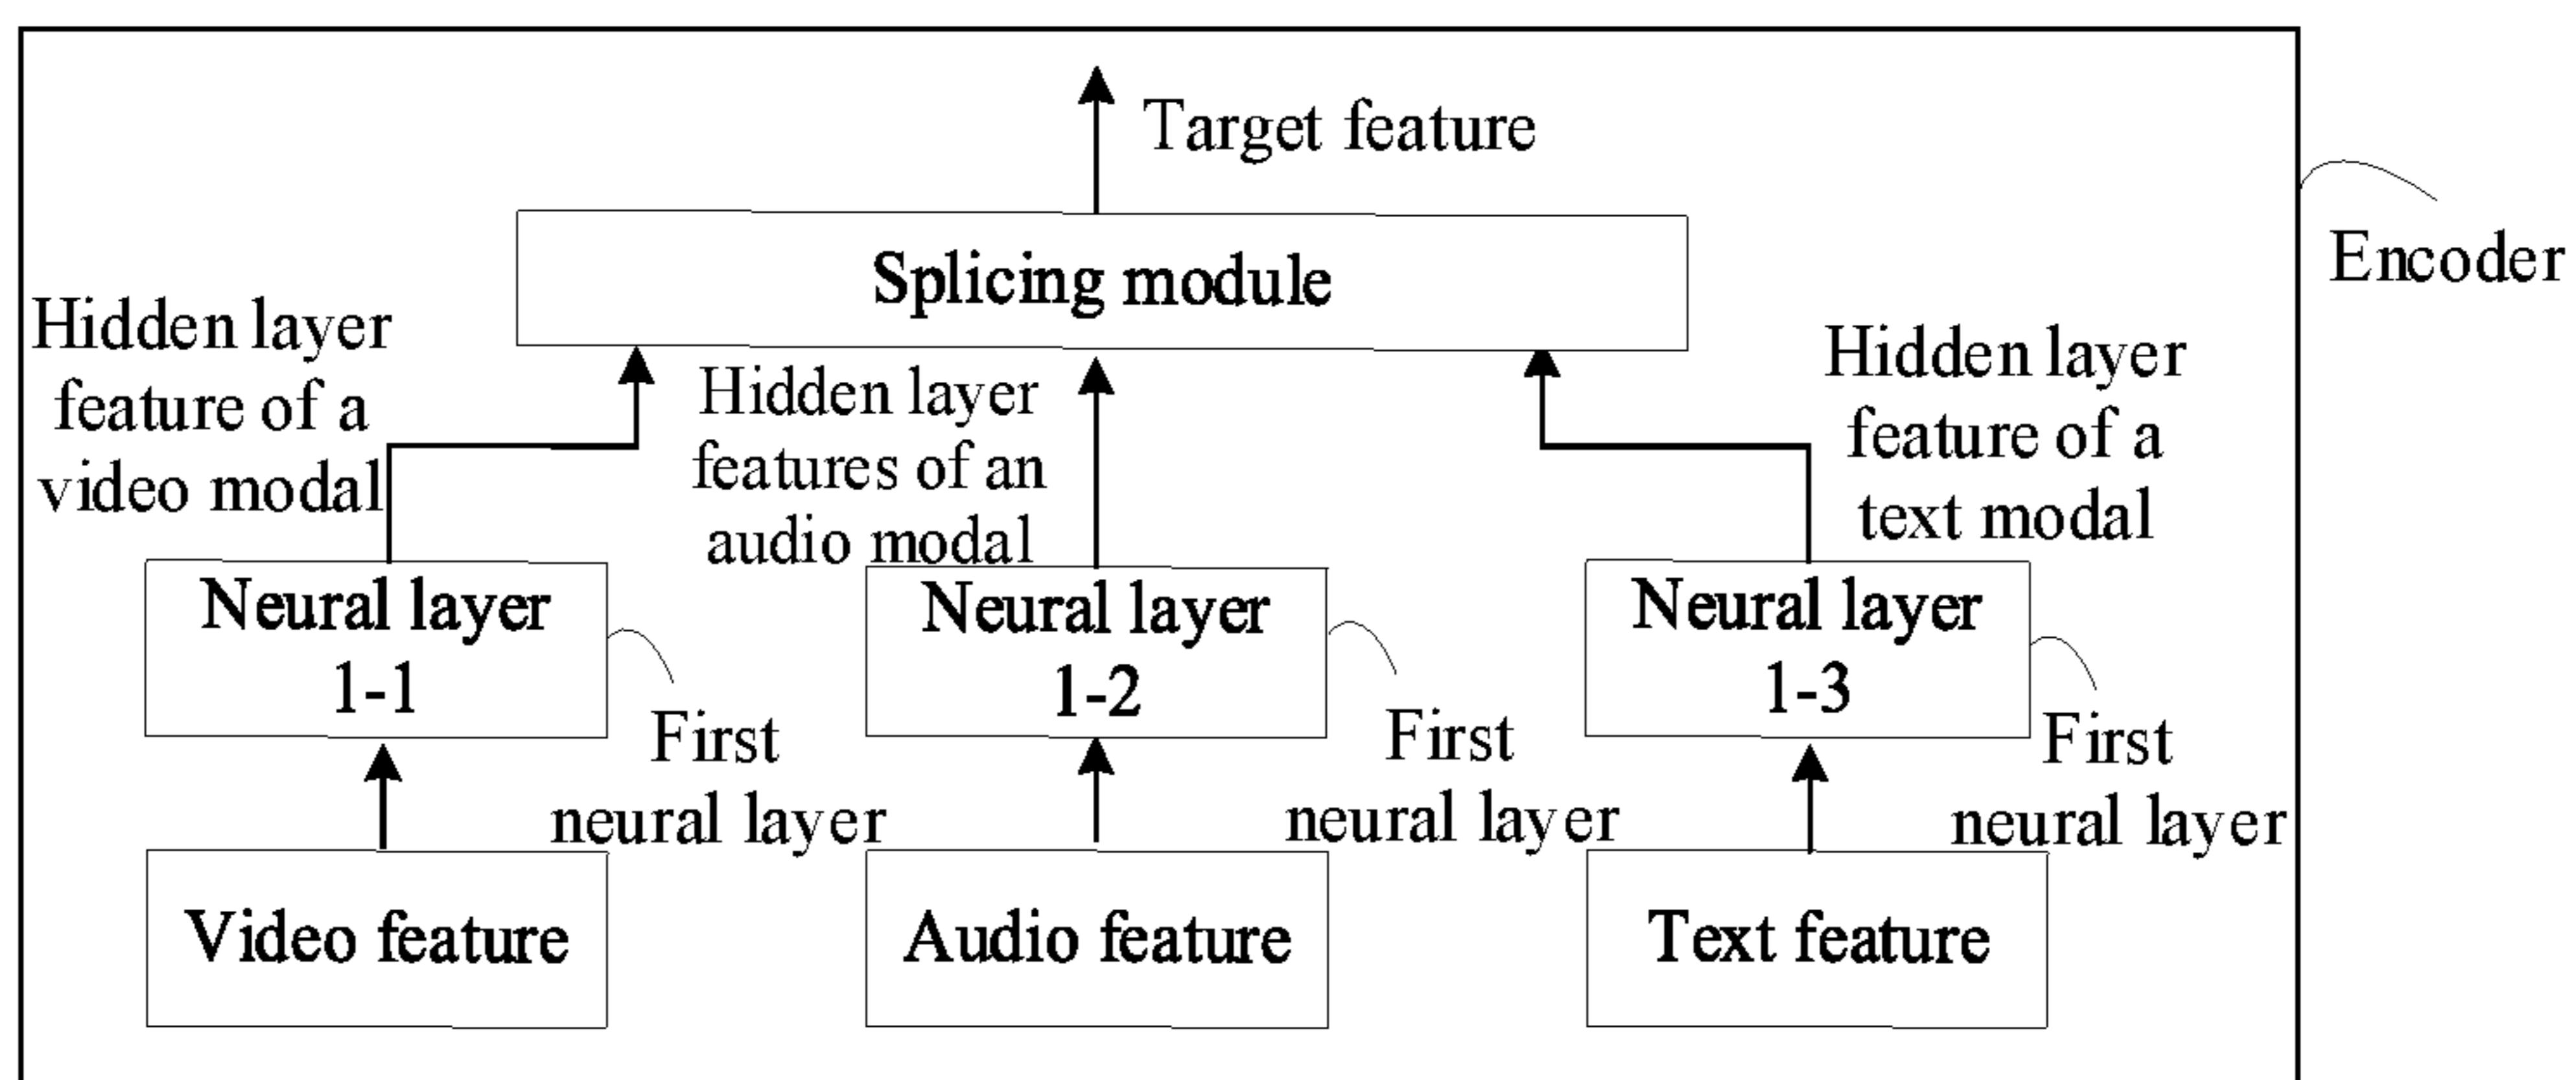 Target feature
Encoder
Splicing module
Hidden layer
feature of a
video modal
Hidden layer
features of an
audio modal
Hidden layer
feature of a
text modal
Neural layer
1-1
First
neural layer
Neural layer
1-2
First
neural layer
Neural layer
1-3
First
neural layer
Video feature
Audio feature
Text feature